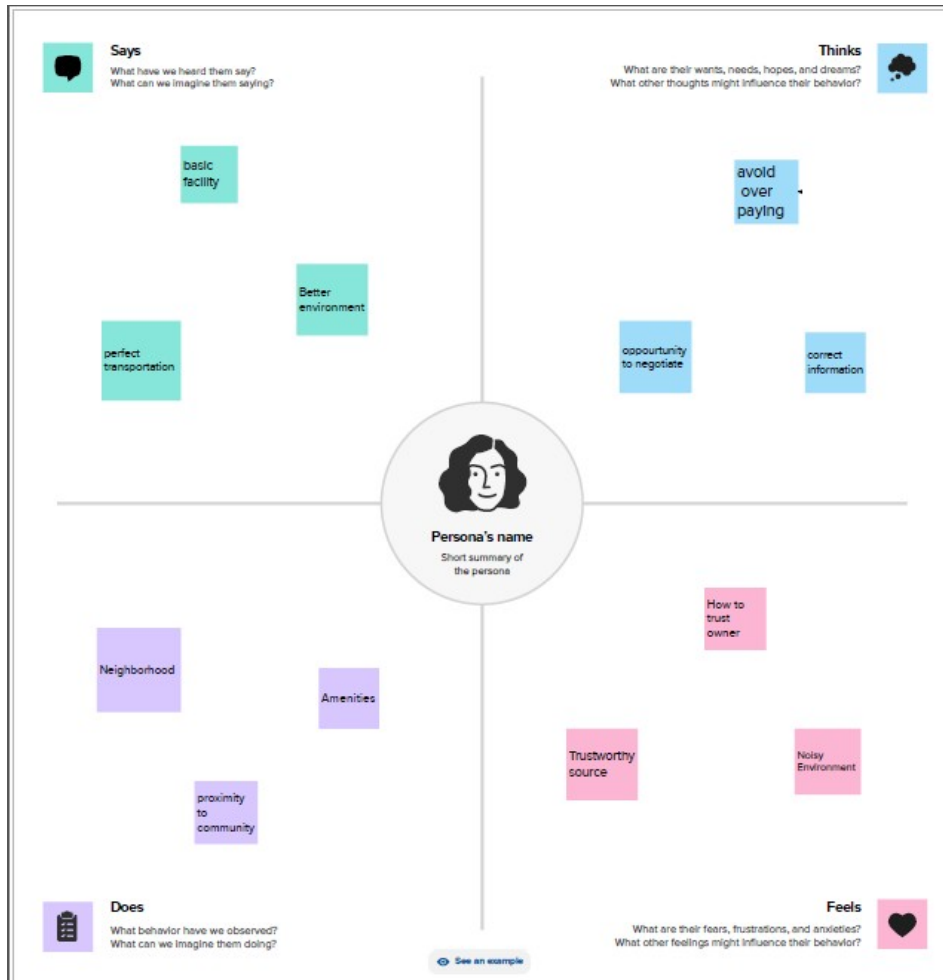 Says
What have we heard them say?
What can we imagine them saying?
Thinks
What are their wants, needs, hopes, and dreams?
What other thoughts might influence their behavior?
basic
facility
Better
environment
perfect
transportation
avoid
over
paying
oppourtunity
to negotiate
correct
information
Persona's name
Short summary of
the persona
Neighborhood
Amenities
proximity
to
community
How to
trust
owner
Trustworthy
source
Noisy
Environment
Does
What behavior have we observed?
What can we imagine them doing?
Feels
What are their fears, frustrations, and anxieties?
What other feelings might influence their behavior?
See an example